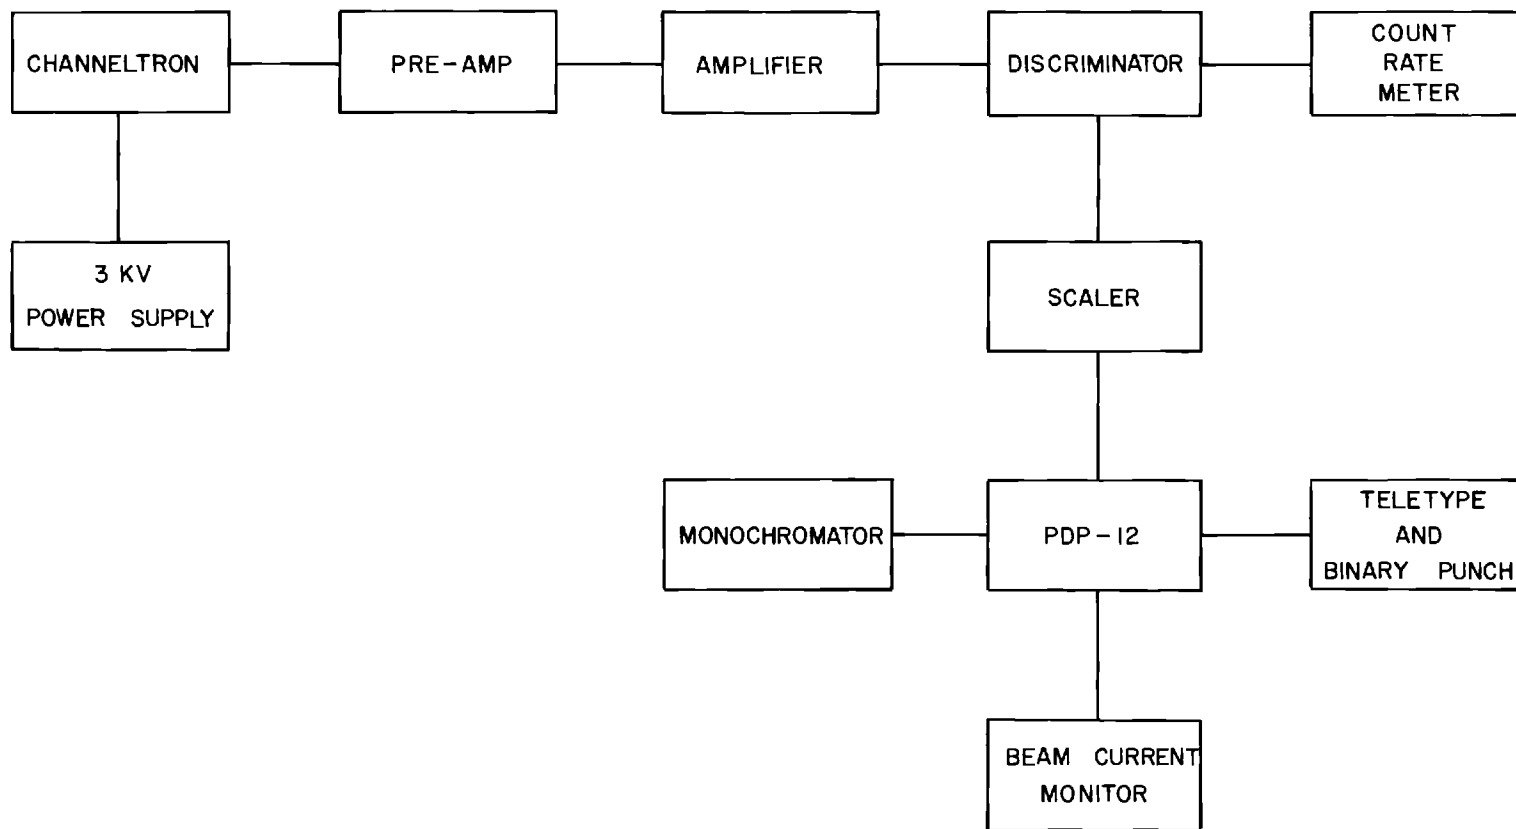 CHANNELTRON
PRE-AMP
AMPLIFIER
DISCRIMINATOR
COUNT
RATE
METER
3 KV
POWER SUPPLY
SCALER
MONOCHROMATOR
PDP-12
TELETYPE
AND
BINARY PUNCH
BEAM CURRENT
MONITOR